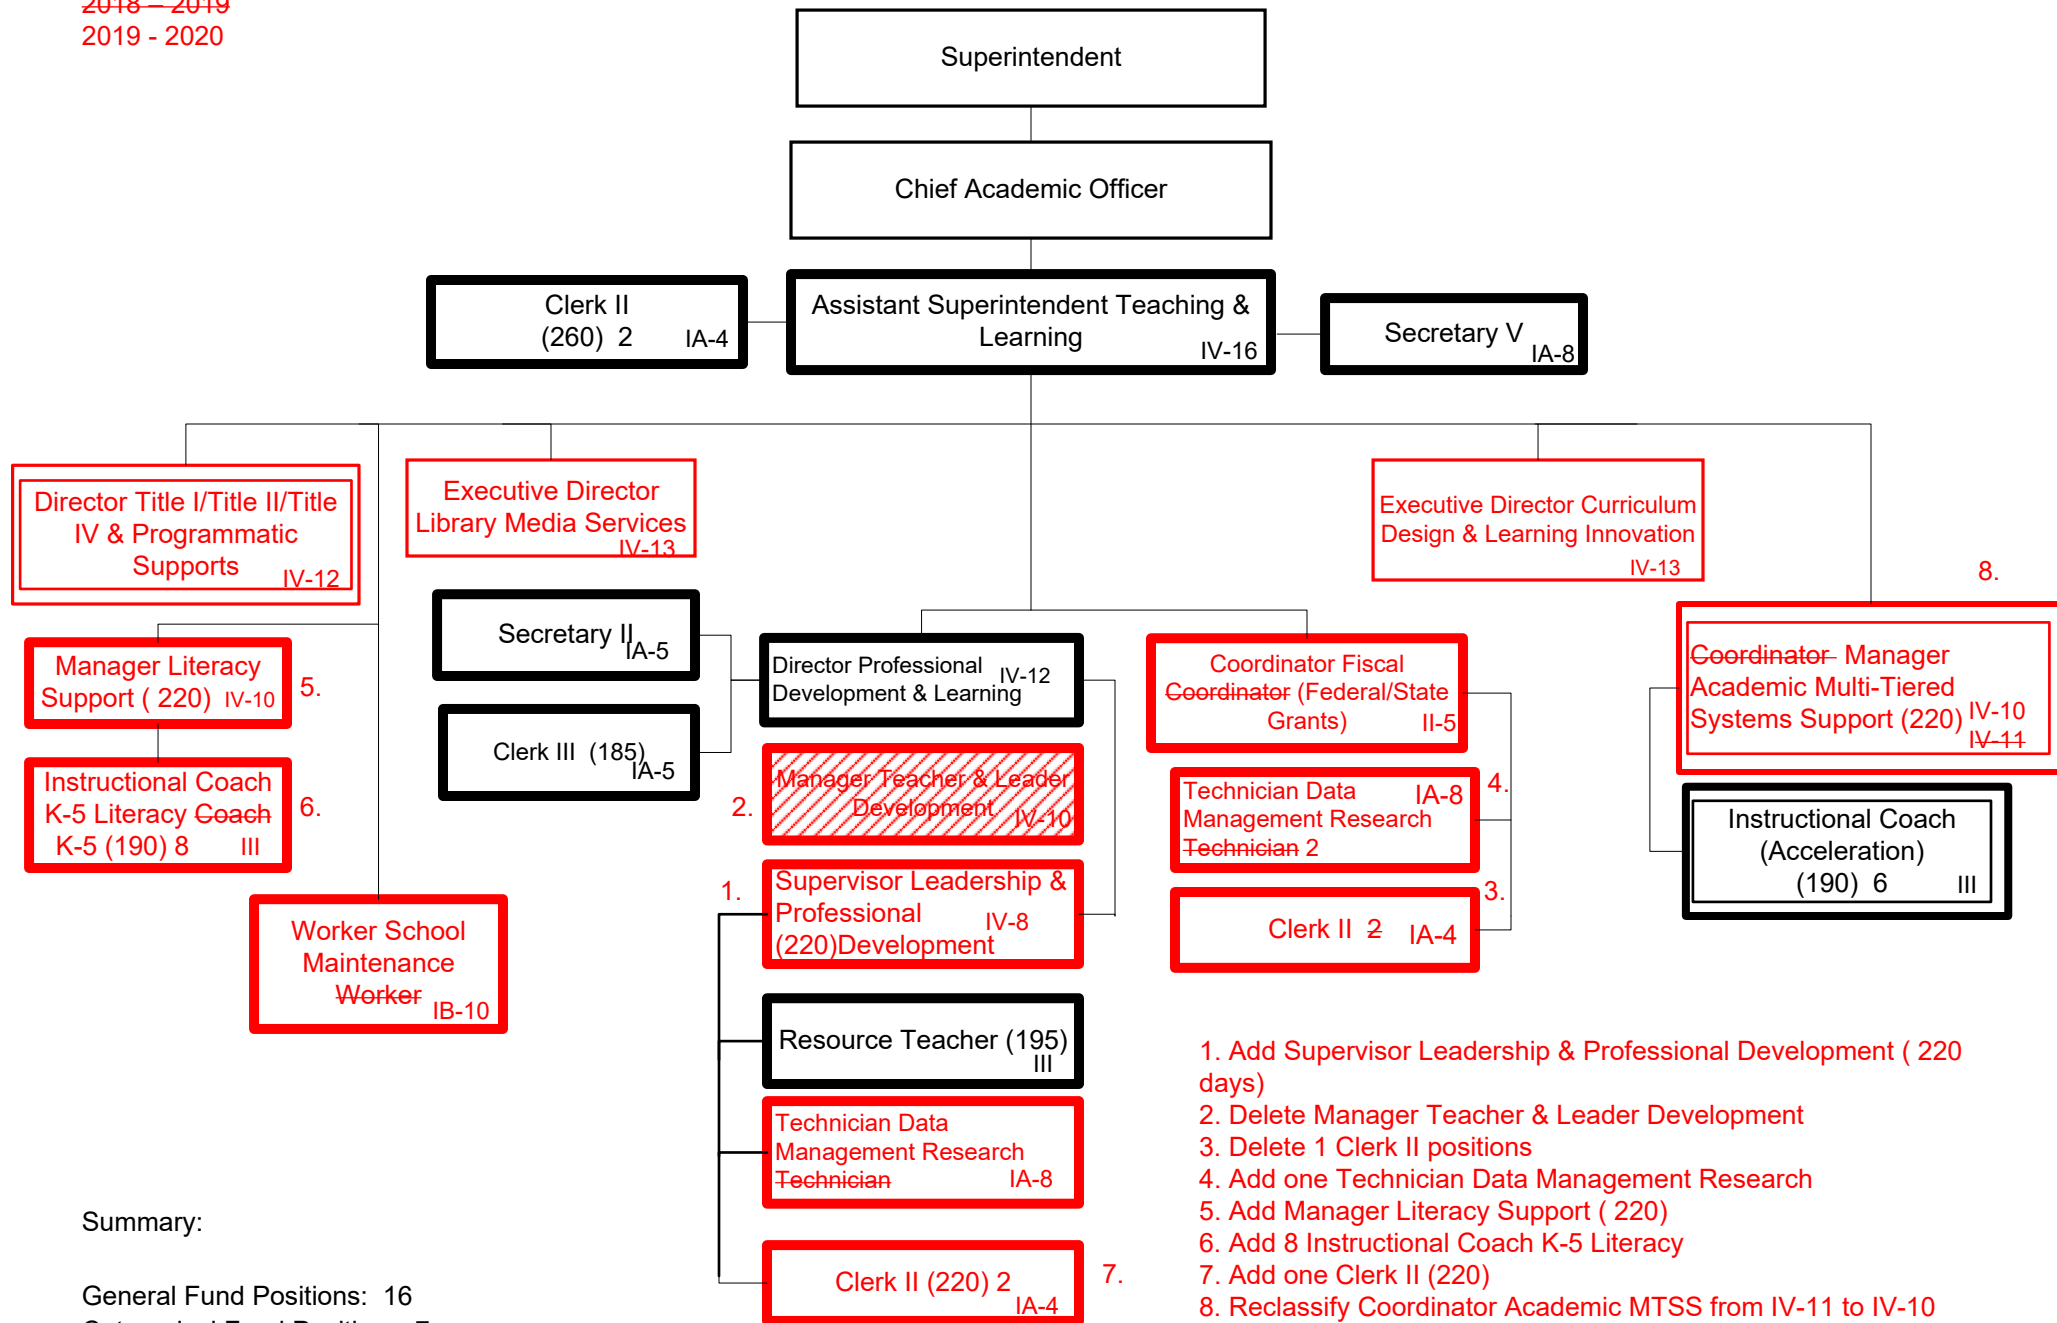 2018 – 2019
2019 - 2020
Superintendent
Chief Academic Officer
Clerk II
(260)  2
IA-4
Assistant Superintendent Teaching &
Learning
IV-16
Secretary V
IA-8
Director Title I/Title II/Title
IV & Programmatic
Supports
IV-12
Executive Director
Library Media Services
IV-13
Executive Director Curriculum
Design & Learning Innovation
IV-13
8.
Manager Literacy
Support ( 220)
IV-10
5.
Secretary II
IA-5
Director Professional
Development & Learning
IV-12
Coordinator Fiscal
Coordinator (Federal/State
Grants)
II-5
Coordinator Manager
Academic Multi-Tiered
Systems Support (220)
IV-10
IV-11
Clerk III  (185)
IA-5
Instructional Coach
K-5 Literacy Coach
K-5 (190) 8
III
6.
2.
Manager Teacher & Leader
Development
IV-10
Technician Data
Management Research
Technician 2
IA-8
4.
Instructional Coach
(Acceleration)
(190)  6
III
Worker School
Maintenance
Worker
IB-10
1.
Supervisor Leadership &
Professional
(220)Development
IV-8
Clerk II  2
IA-4
3.
Resource Teacher (195)
III
Technician Data
Management Research
Technician
IA-8
Clerk II (220) 2
IA-4
7.
1. Add Supervisor Leadership & Professional Development ( 220
days)
2. Delete Manager Teacher & Leader Development
3. Delete 1 Clerk II positions
4. Add one Technician Data Management Research
5. Add Manager Literacy Support ( 220)
6. Add 8 Instructional Coach K-5 Literacy
7. Add one Clerk II (220)
8. Reclassify Coordinator Academic MTSS from IV-11 to IV-10
Summary:
General Fund Positions:  16